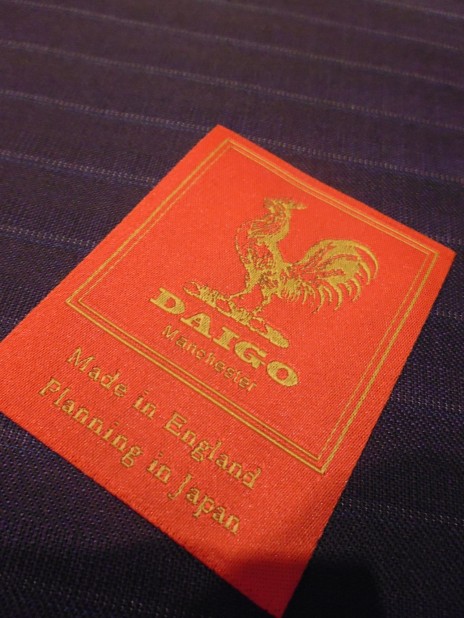 DAIGO
Manchester
Made in England
Planning in Japan